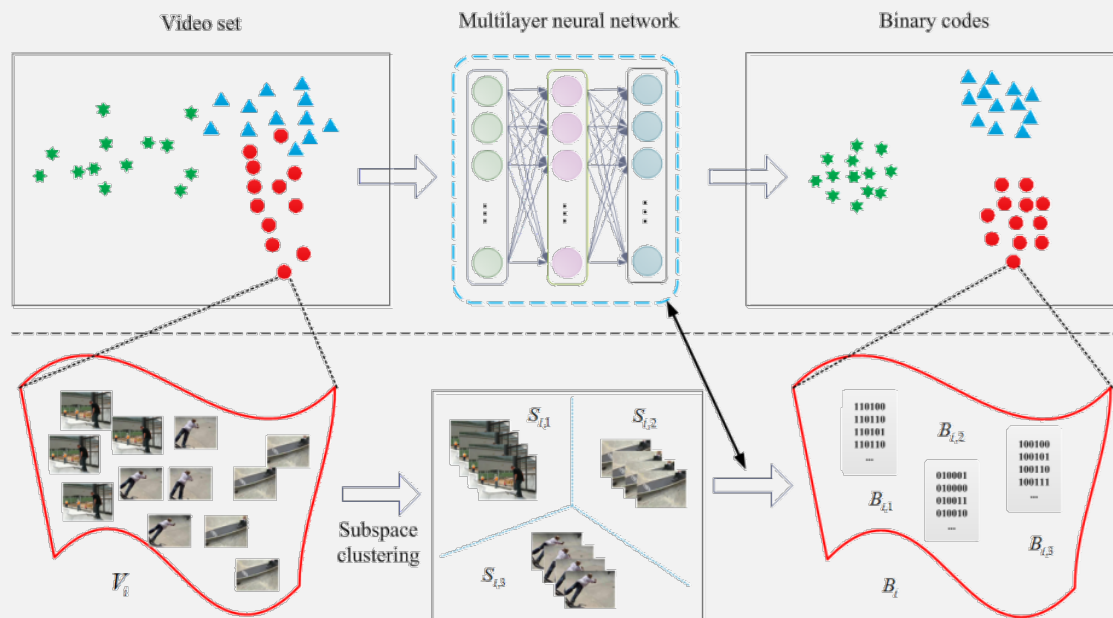 Video set
Multilayer neural network
Binary codes
S_{i,1}
S_{i,2}
S_{i,3}
Subspace
clustering
V_i
110100
110110
110101
110110
...
B_{i,1}
B_{i,2}
010001
010000
010011
010010
...
100100
100101
100110
100111
...
B_{i,3}
B_i